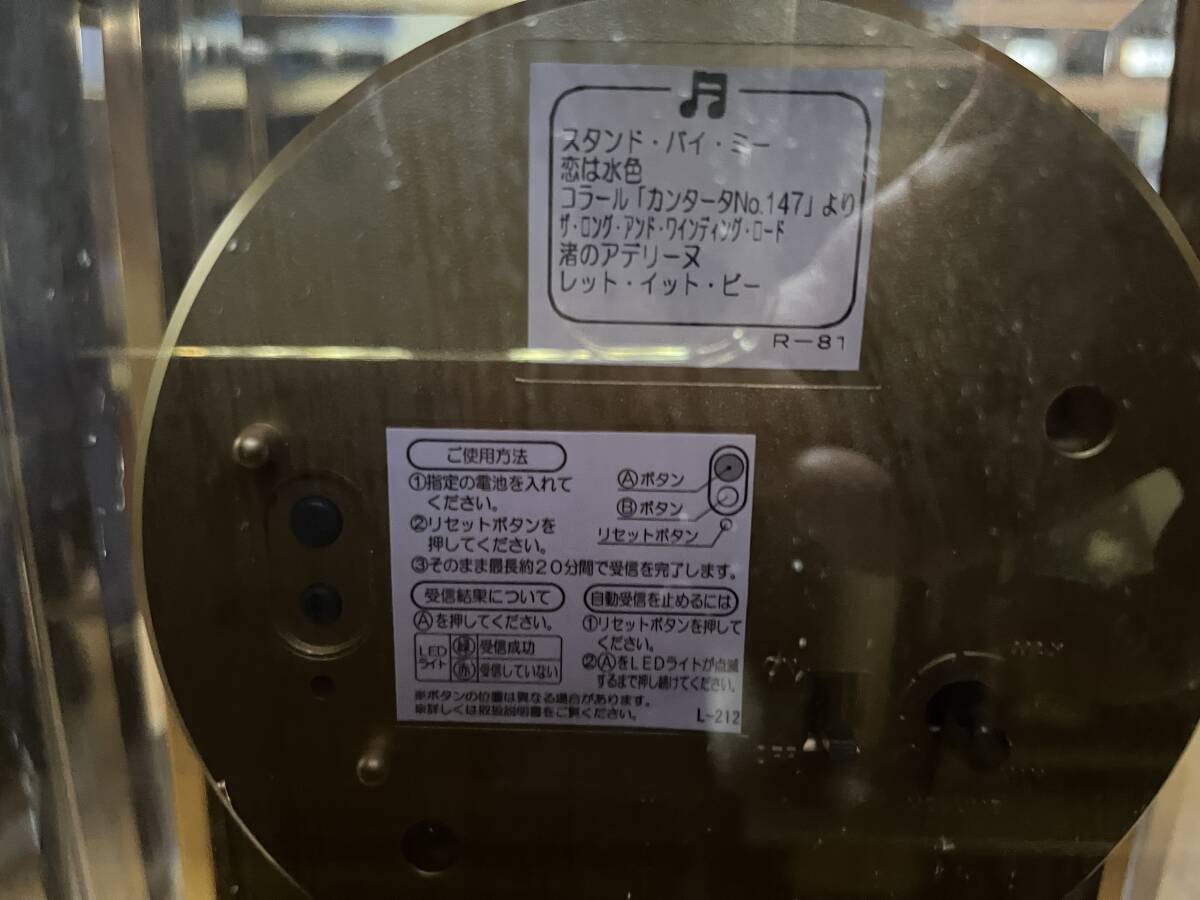 スタンド・バイ・ミー
恋は水色
コラール「カンタータNo.147」より
ザ・ロング・アンド・ワインディング・ロード
渚のアデリーヌ
レット・イット・ビー
R-81
ご使用方法
①指定の電池を入れて
ください。
②リセットボタンを
押してください。
③そのまま最長約20分間で受信を完了します。
Ⓐボタン
Ⓑボタン
リセットボタン
受信結果について
Ⓐを押してください。
LED
ライト
緑 受信成功
赤 受信していない
自動受信を止めるには
①リセットボタンを押して
ください。
②ⒶをLEDライトが点滅
するまで押し続けてください。
※ボタンの位置は異なる場合があります。
※詳しくは取扱説明書をご覧ください。
L-212